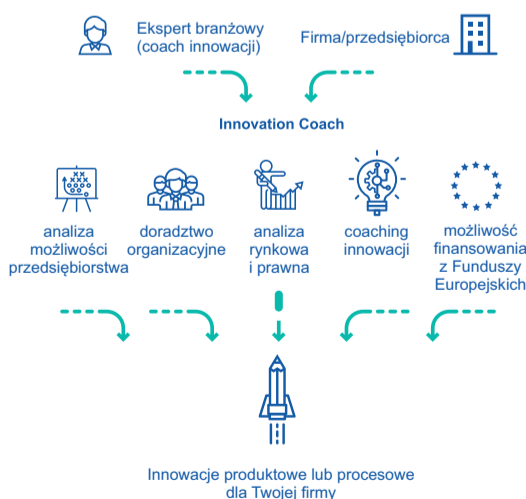 Ekspert branżowy
(coach innowacji)
Firma/przedsiębiorca
Innovation Coach
analiza
możliwości
przedsiębiorstwa
doradztwo
organizacyjne
analiza
rynkowa
i prawna
coaching
innowacji
możliwość
finansowania
z Funduszy
Europejskich
Innowacje produktowe lub procesowe
dla Twojej firmy